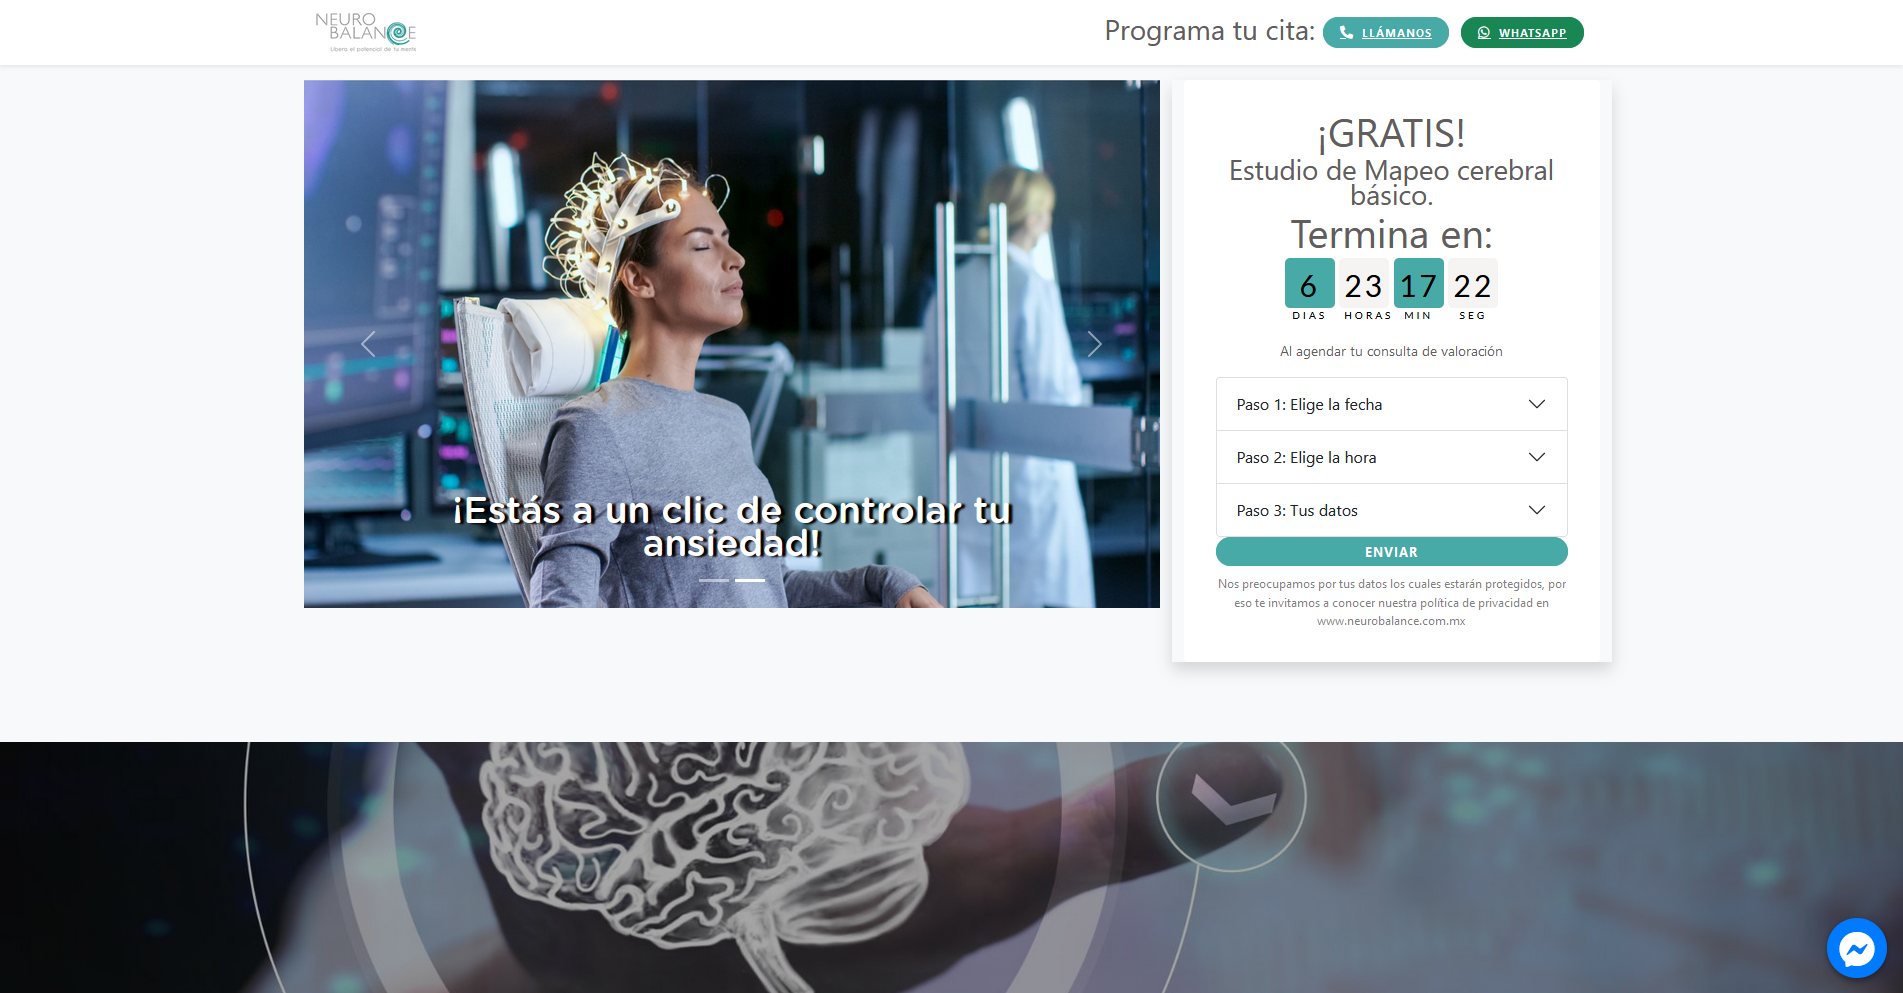 NEURO
BALANCE
Libera el potencial de tu mente
Programa tu cita:
LLÁMANOS
WHATSAPP
¡Estás a un clic de controlar tu
ansiedad!
¡GRATIS!
Estudio de Mapeo cerebral
básico.
Termina en:
6 23 17 22
DIAS HORAS MIN SEG
Al agendar tu consulta de valoración
Paso 1: Elige la fecha
Paso 2: Elige la hora
Paso 3: Tus datos
ENVIAR
Nos preocupamos por tus datos los cuales estarán protegidos, por
eso te invitamos a conocer nuestra política de privacidad en
www.neurobalance.com.mx